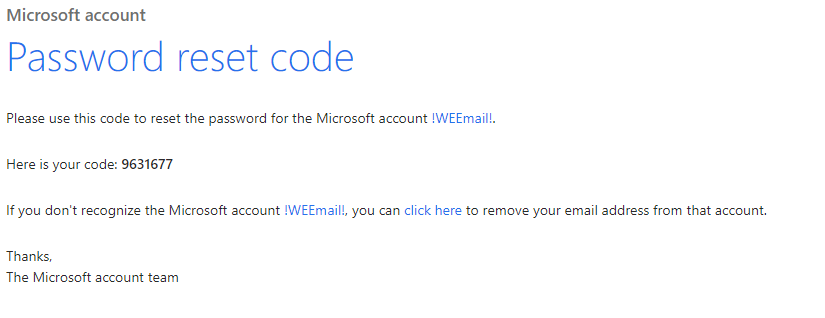 Microsoft account
Password reset code
Please use this code to reset the password for the Microsoft account !WEEmail!.
Here is your code: 9631677
If you don't recognize the Microsoft account !WEEmail!, you can click here to remove your email address from that account.
Thanks,
The Microsoft account team